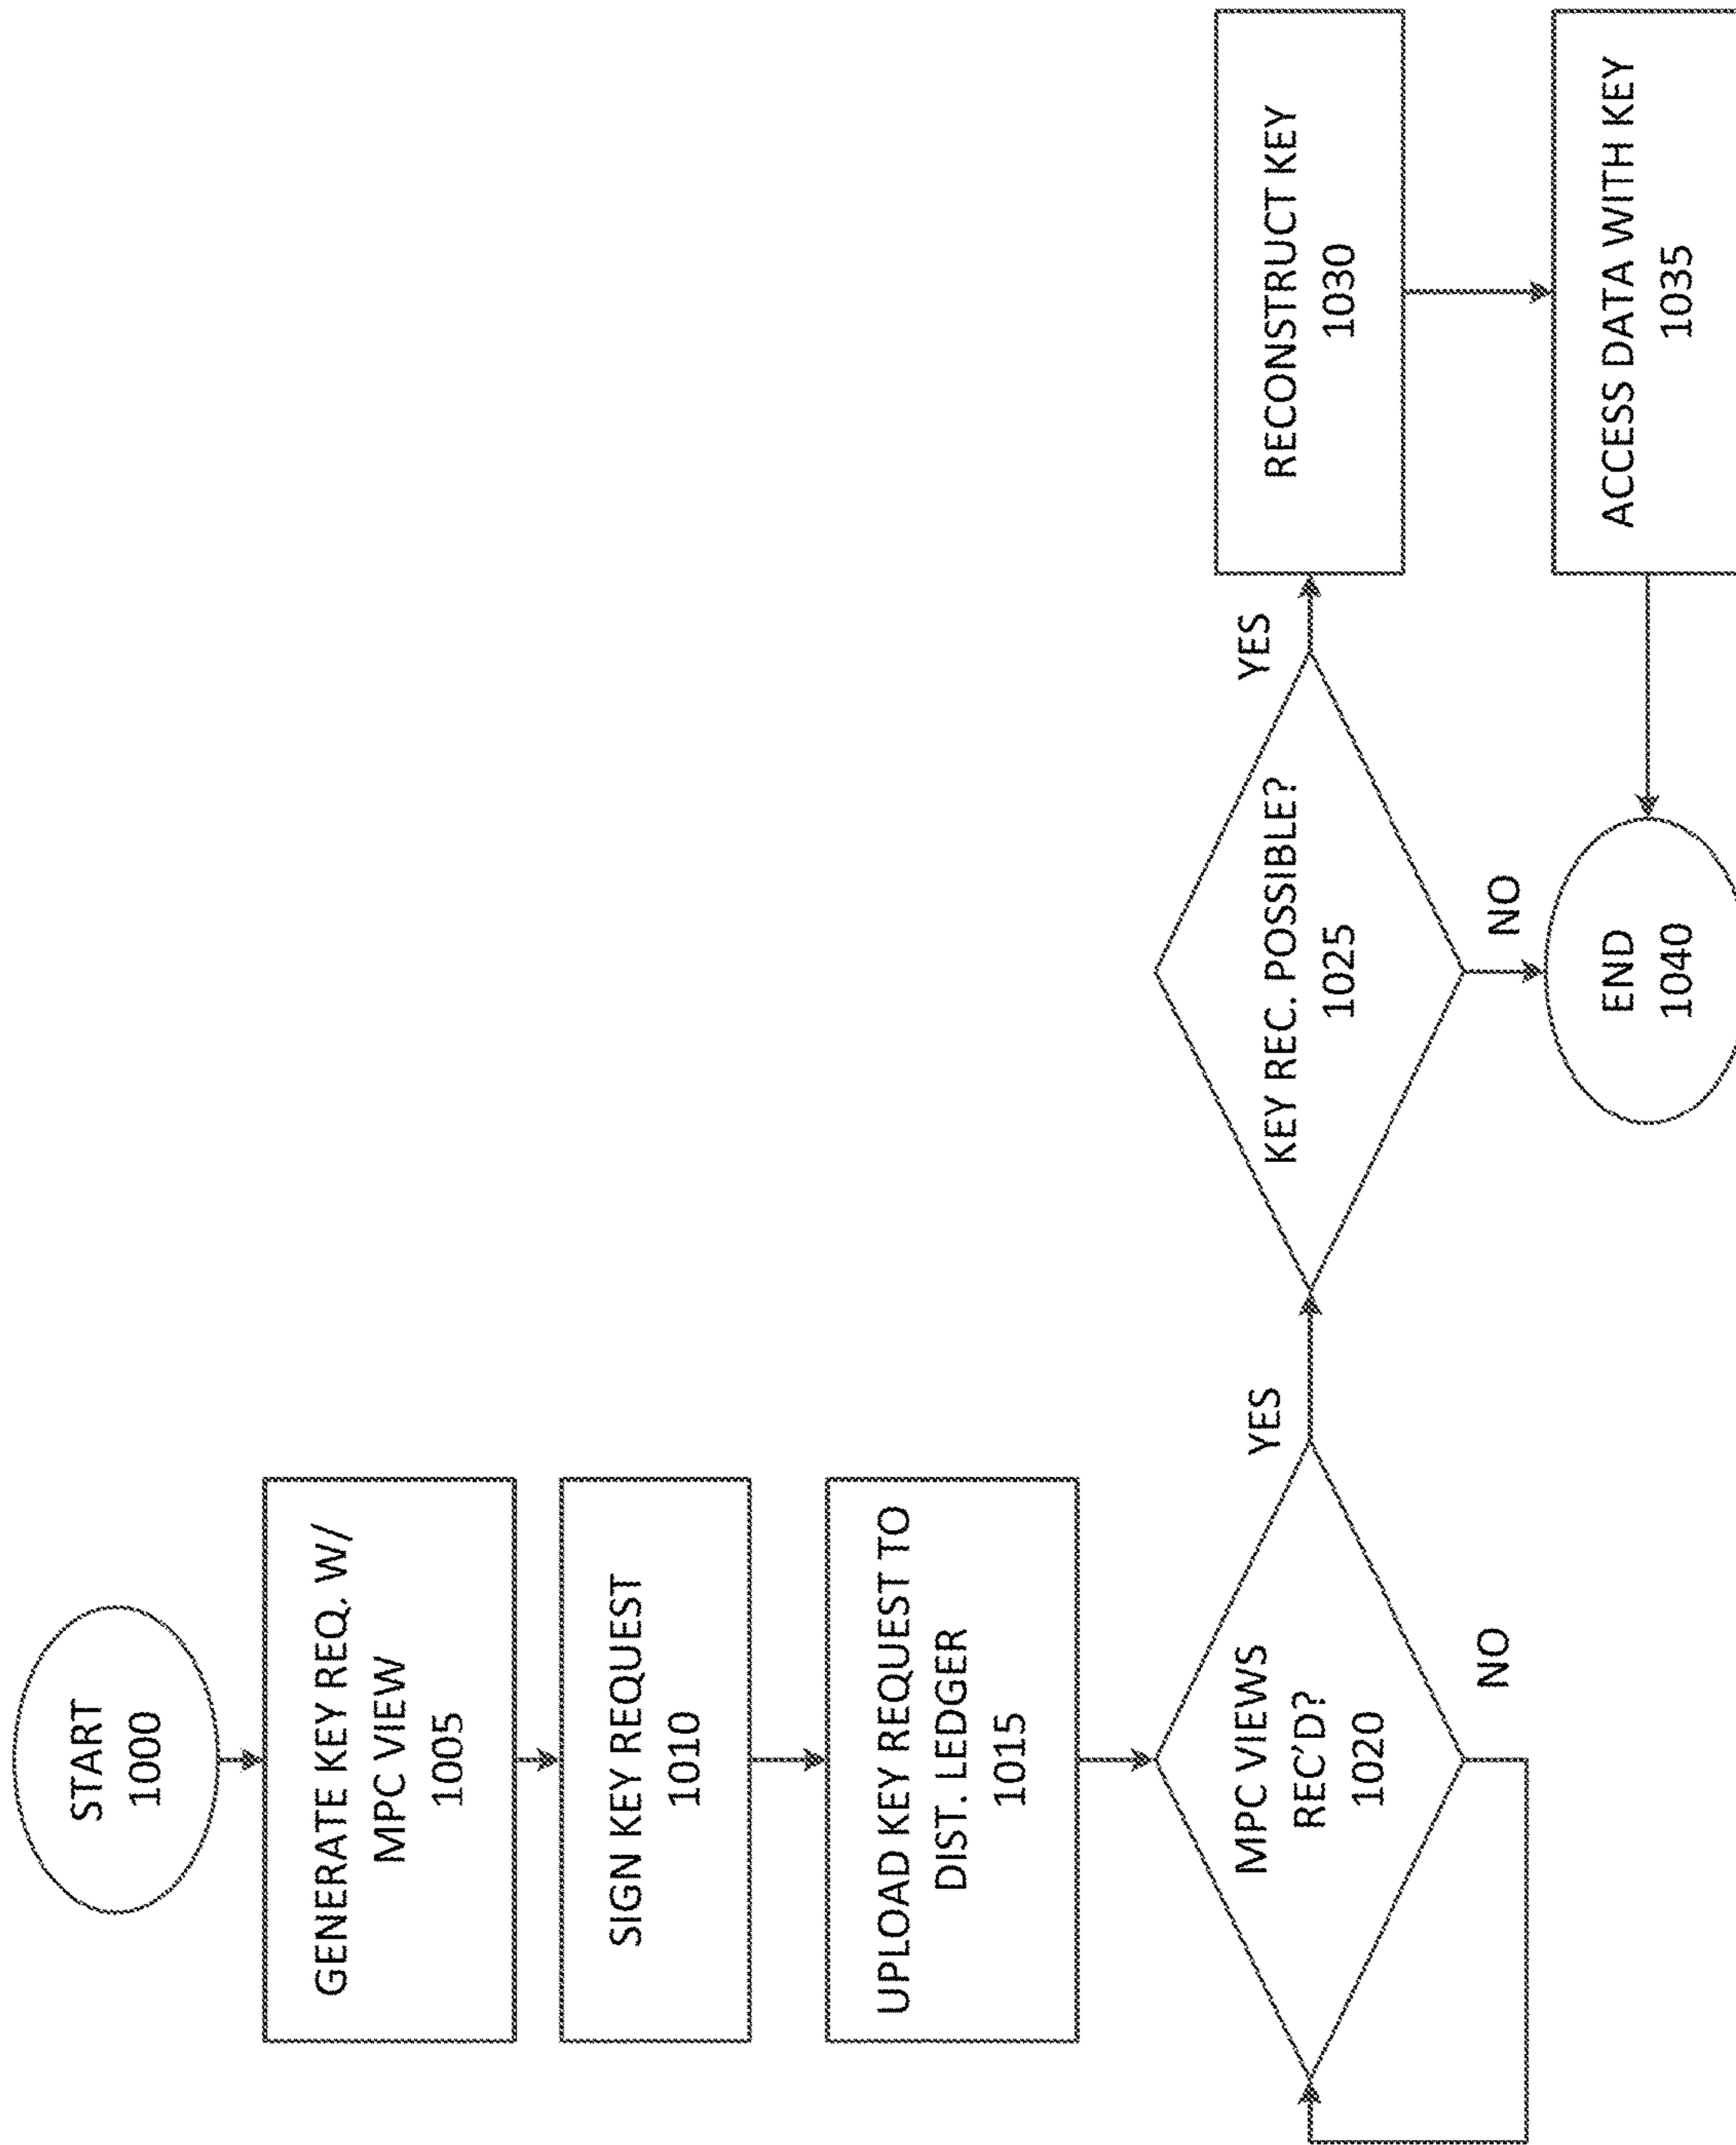 START
1000
GENERATE KEY REQ. W/
MPC VIEW
1005
SIGN KEY REQUEST
1010
UPLOAD KEY REQUEST TO
DIST. LEDGER
1015
MPC VIEWS
REC'D?
1020
NO
YES
KEY REC. POSSIBLE?
1025
NO
YES
RECONSTRUCT KEY
1030
ACCESS DATA WITH KEY
1035
END
1040